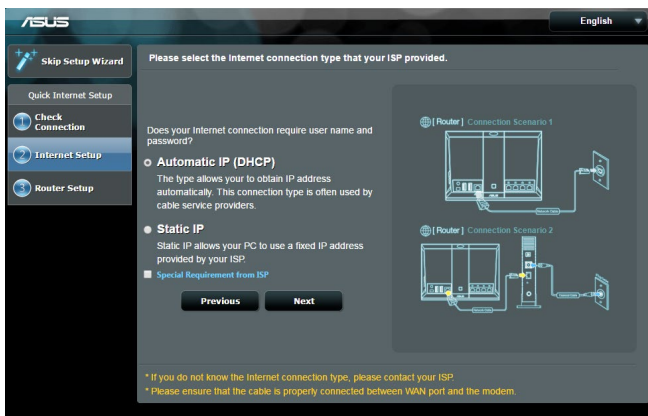 ASUS
English
Skip Setup Wizard
Please select the Internet connection type that your ISP provided.
Quick Internet Setup
1 Check
Connection
2 Internet Setup
3 Router Setup
Does your Internet connection require user name and
password?
Automatic IP (DHCP)
The type allows your to obtain IP address
automatically. This connection type is often used by
cable service providers.
Static IP
Static IP allows your PC to use a fixed IP address
provided by your ISP.
Special Requirement from ISP
Previous
Next
[ Router ] Connection Scenario 1
[ Router ] Connection Scenario 2
* If you do not know the Internet connection type, please contact your ISP.
* Please ensure that the cable is properly connected between WAN port and the modem.